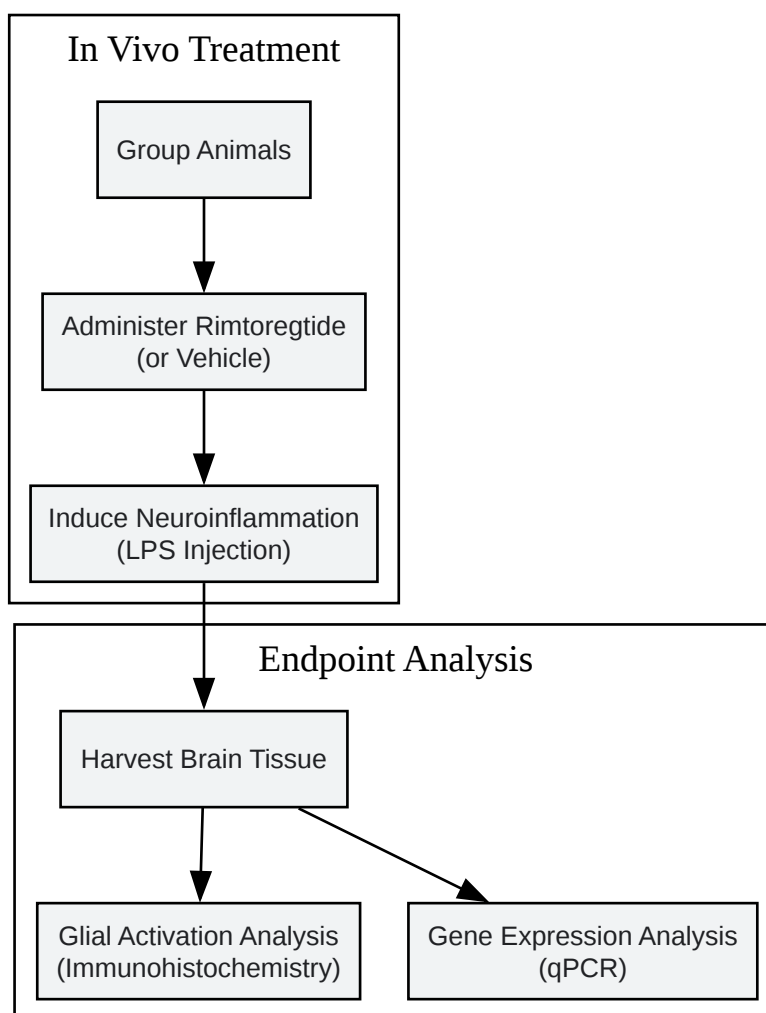 In Vivo Treatment
Group Animals
Administer Rimtoregtide
(or Vehicle)
Induce Neuroinflammation
(LPS Injection)
Endpoint Analysis
Harvest Brain Tissue
Glial Activation Analysis
(Immunohistochemistry)
Gene Expression Analysis
(qPCR)